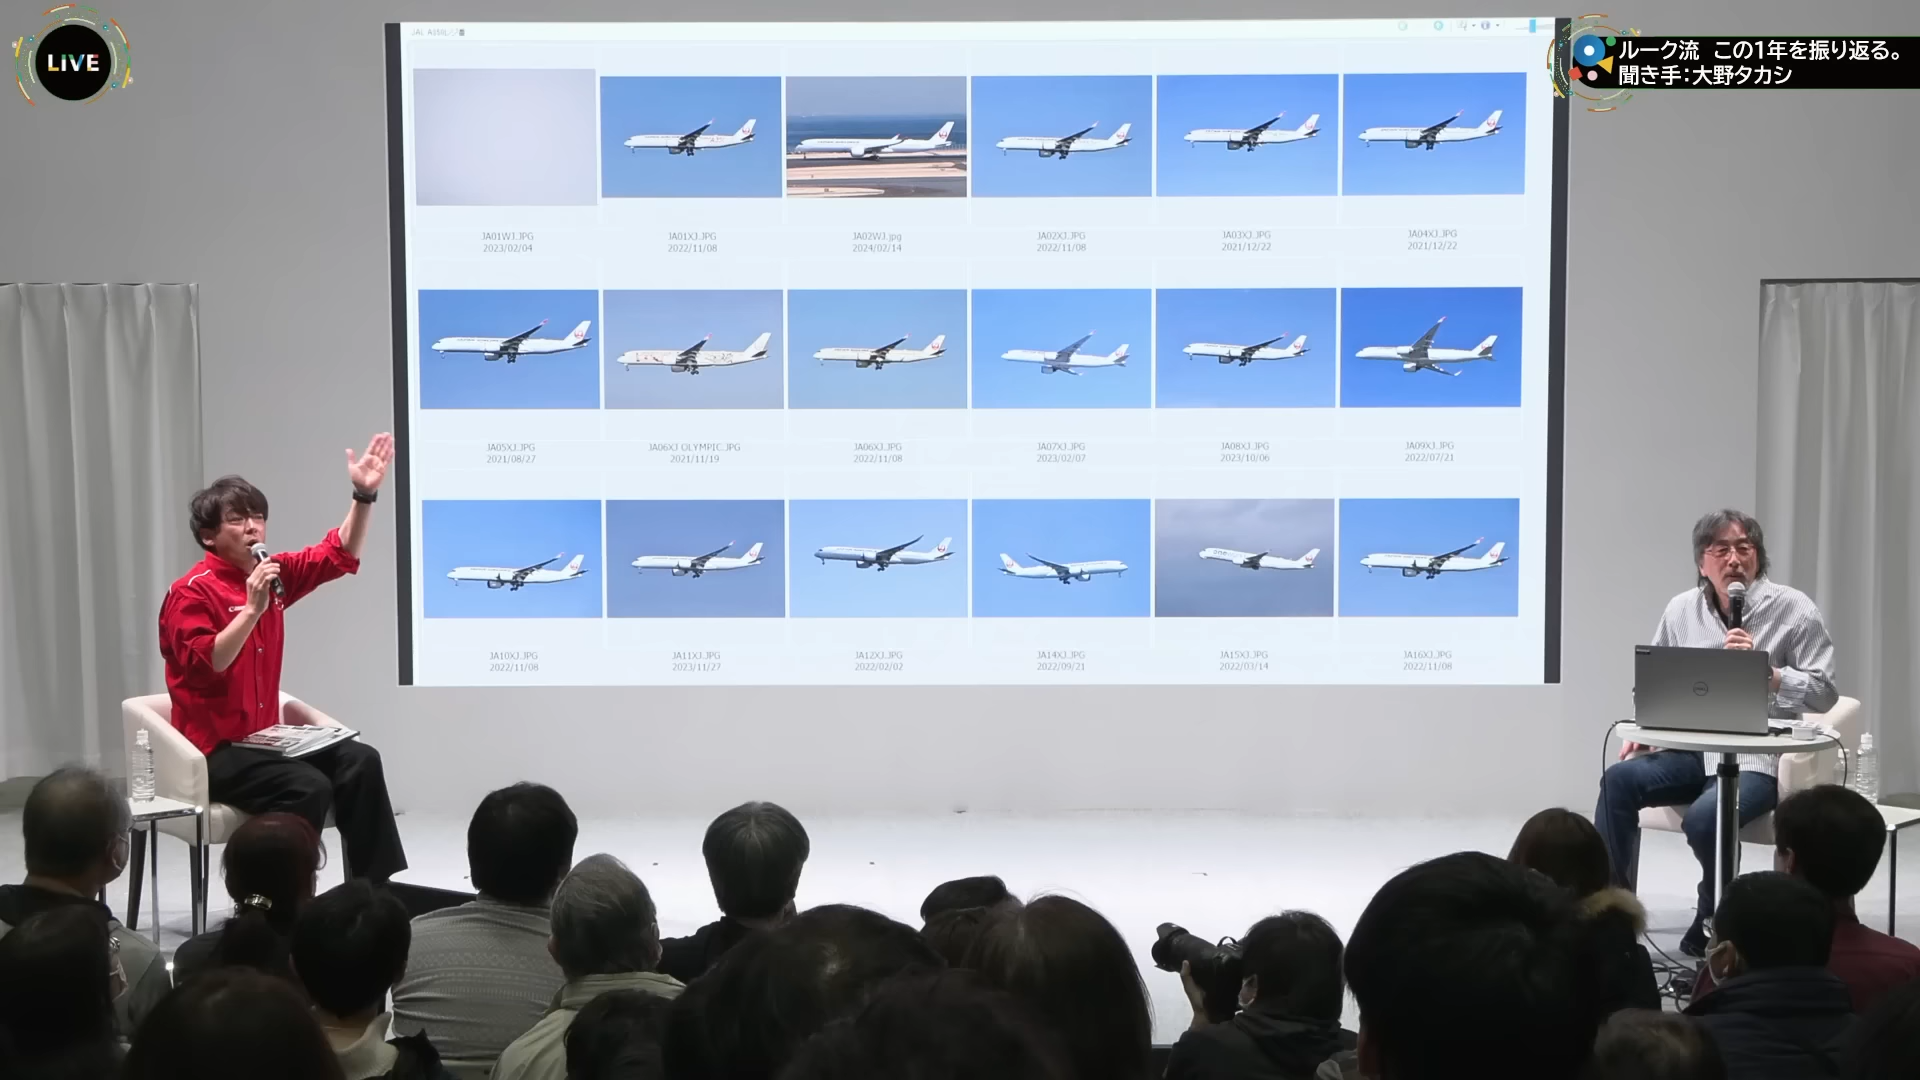 LIVE
ルーク流 この1年を振り返る。
聞き手：大野タカシ
JA01WJ.JPG
2023/02/04
JA01XJ.JPG
2022/11/08
JA02WJ.jpg
2024/02/14
JA02XJ.JPG
2022/11/08
JA03XJ.JPG
2021/12/22
JA04XJ.JPG
2021/12/22
JA05XJ.JPG
2021/08/27
JA06XJ OLYMPIC.JPG
2021/11/19
JA06XJ.JPG
2022/11/08
JA07XJ.JPG
2023/02/07
JA08XJ.JPG
2023/10/06
JA09XJ.JPG
2022/07/21
JA10XJ.JPG
2022/11/08
JA11XJ.JPG
2023/11/27
JA12XJ.JPG
2022/02/02
JA14XJ.JPG
2022/09/21
JA15XJ.JPG
2022/03/14
JA16XJ.JPG
2022/11/08